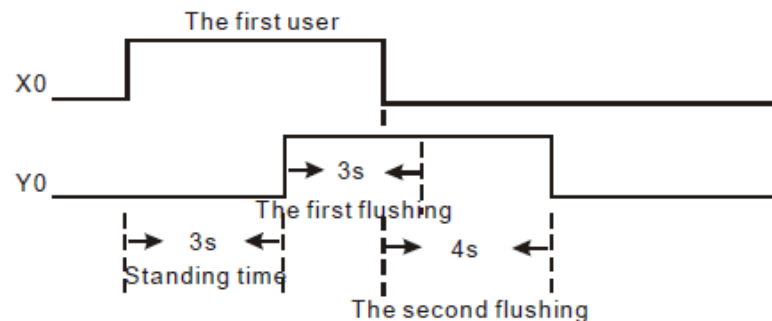 The first user
X0
3s
Y0
The first flushing
3s
4s
Standing time
The second flushing